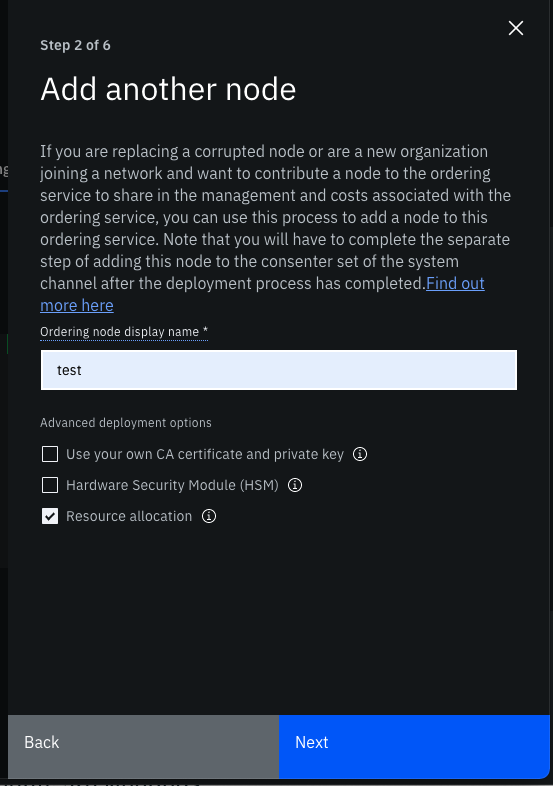 Step 2 of 6
Add another node
If you are replacing a corrupted node or are a new organization
joining a network and want to contribute a node to the ordering
service to share in the management and costs associated with the
ordering service, you can use this process to add a node to this
ordering service. Note that you will have to complete the separate
step of adding this node to the consenter set of the system
channel after the deployment process has completed.Find out
more here
Ordering node display name *
test
Advanced deployment options
Use your own CA certificate and private key
Hardware Security Module (HSM)
Resource allocation
Back
Next